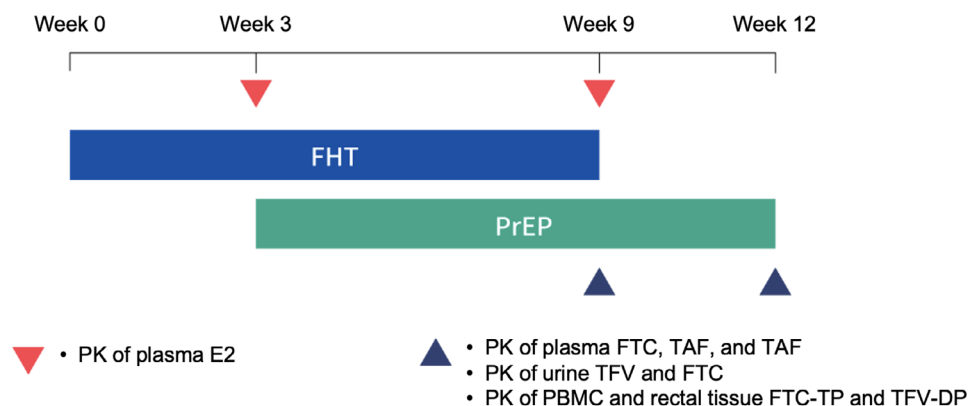 Week 0 Week 3 Week 9 Week 12
FHT
PrEP
• PK of plasma E2
• PK of plasma FTC, TAF, and TAF
• PK of urine TFV and FTC
• PK of PBMC and rectal tissue FTC-TP and TFV-DP